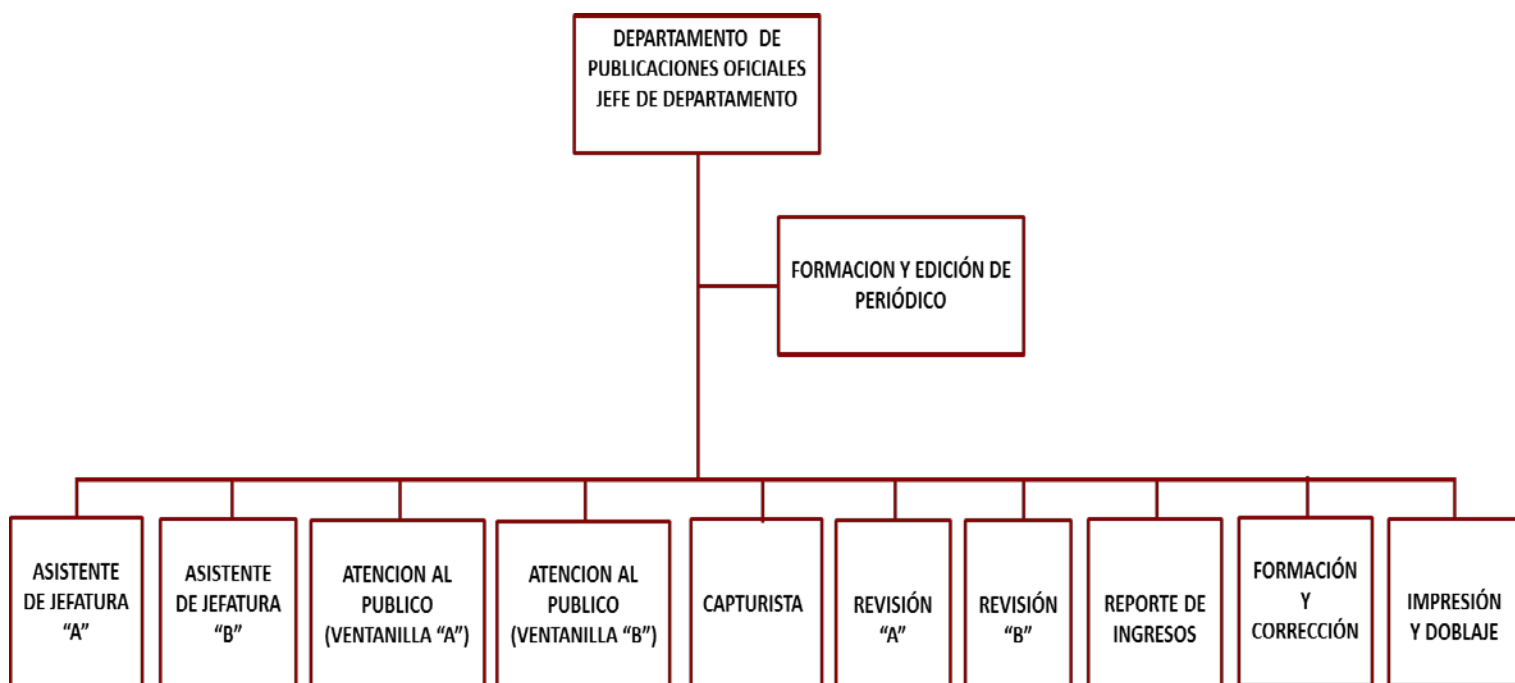 DEPARTAMENTO DE
PUBLICACIONES OFICIALES
JEFE DE DEPARTAMENTO
FORMACION Y EDICIÓN DE
PERIÓDICO
ASISTENTE
DE JEFATURA
“A”
ASISTENTE
DE JEFATURA
“B”
ATENCION AL
PUBLICO
(VENTANILLA “A”)
ATENCION AL
PUBLICO
(VENTANILLA “B”)
CAPTURISTA
REVISIÓN
“A”
REVISIÓN
“B”
REPORTE DE
INGRESOS
FORMACIÓN
Y
CORRECCIÓN
IMPRESIÓN
Y DOBLAJE